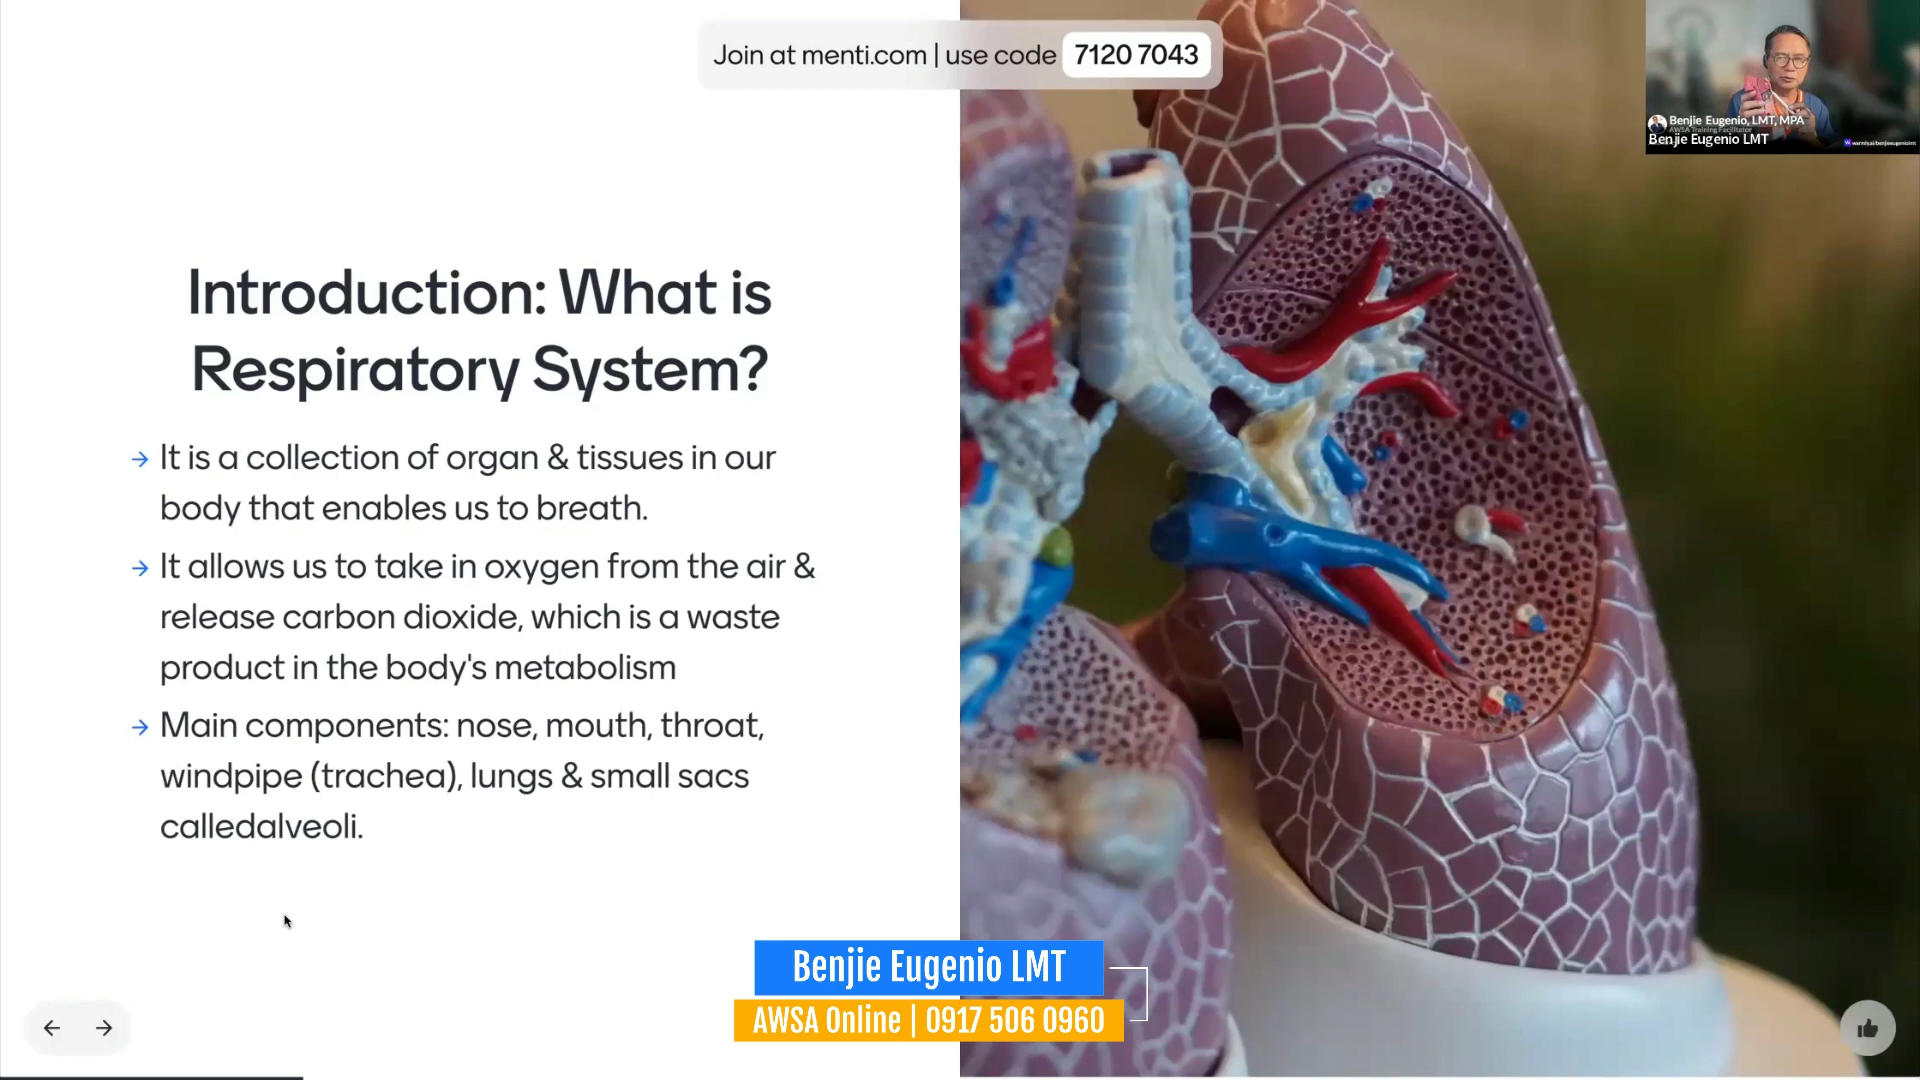 Join at menti.com | use code 7120 7043
Benjie Eugenio, LMT, MPA
AWSA Training Facilitator
Benjie Eugenio LMT
Introduction: What is
Respiratory System?
→ It is a collection of organ & tissues in our
body that enables us to breath.
→ It allows us to take in oxygen from the air &
release carbon dioxide, which is a waste
product in the body's metabolism
→ Main components: nose, mouth, throat,
windpipe (trachea), lungs & small sacs
calledalveoli.
Benjie Eugenio LMT
AWSA Online | 0917 506 0960